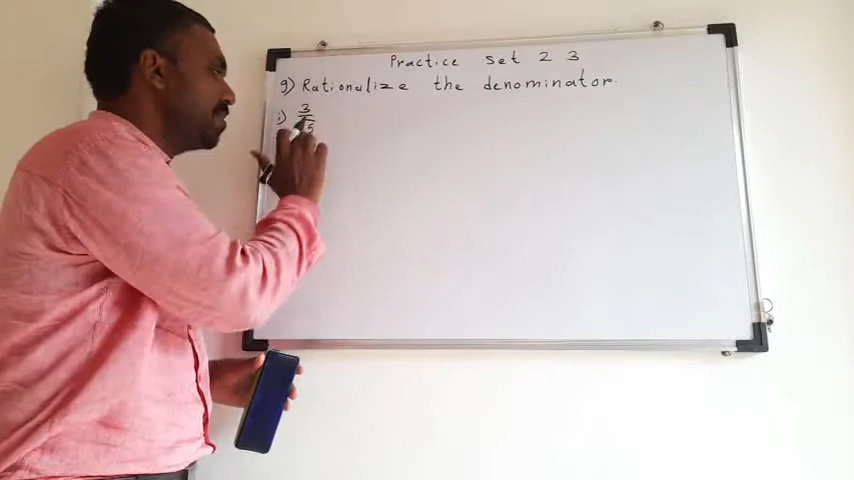 Practice set 2 3
9) Rationalize the denominator.
i) 3/√5